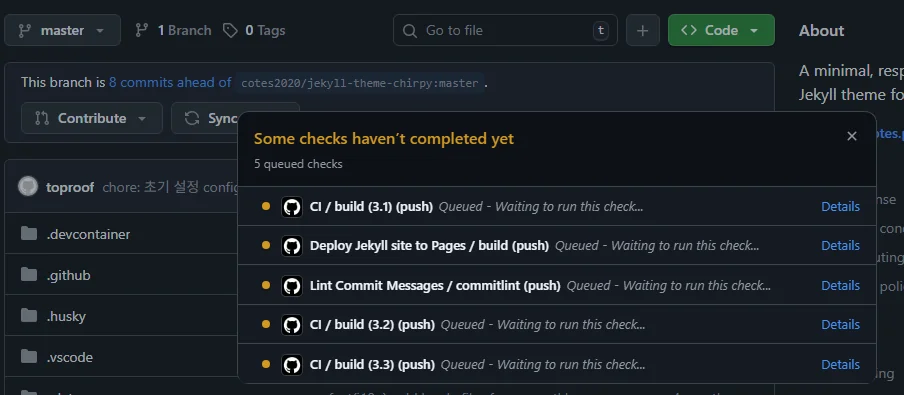 master
1 Branch
0 Tags
Go to file
t
Code
About
This branch is 8 commits ahead of cotes2020/jekyll-theme-chirpy:master .
A minimal, resp
Jekyll theme fo
Contribute
Sync
Some checks haven't completed yet
5 queued checks
toproof chore: 초기 설정 config
CI / build (3.1) (push) Queued - Waiting to run this check... Details
.devcontainer
Deploy Jekyll site to Pages / build (push) Queued - Waiting to run this check... Details
.github
Lint Commit Messages / commitlint (push) Queued - Waiting to run this check... Details
.husky
CI / build (3.2) (push) Queued - Waiting to run this check... Details
.vscode
CI / build (3.3) (push) Queued - Waiting to run this check... Details